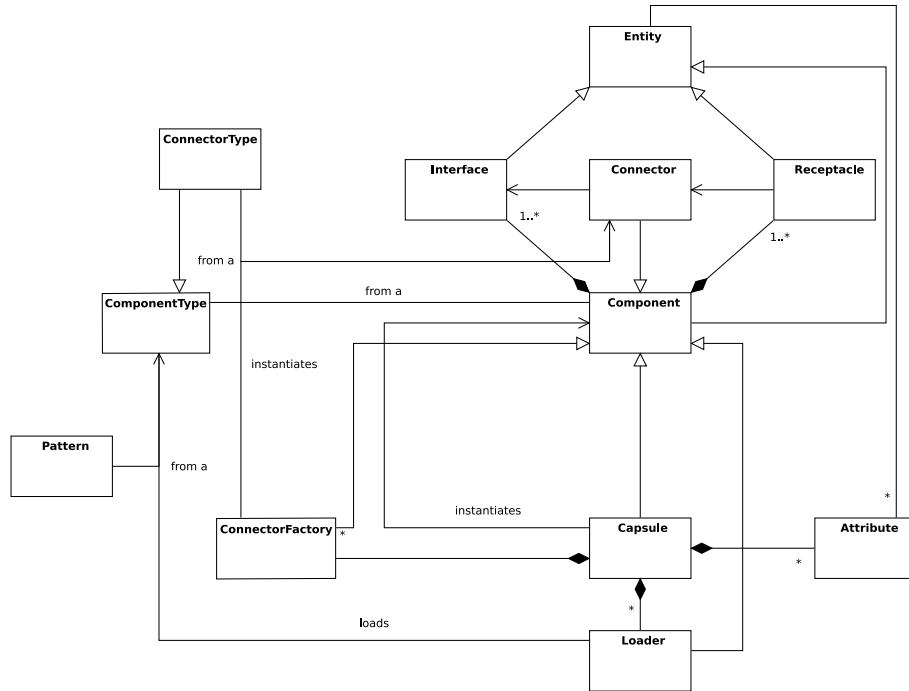 Entity
ConnectorType
Interface
Connector
Receptacle
1..*
1..*
from a
from a
ComponentType
Component
instantiates
Pattern
from a
*
instantiates
ConnectorFactory
*
Capsule
Attribute
*
*
loads
Loader